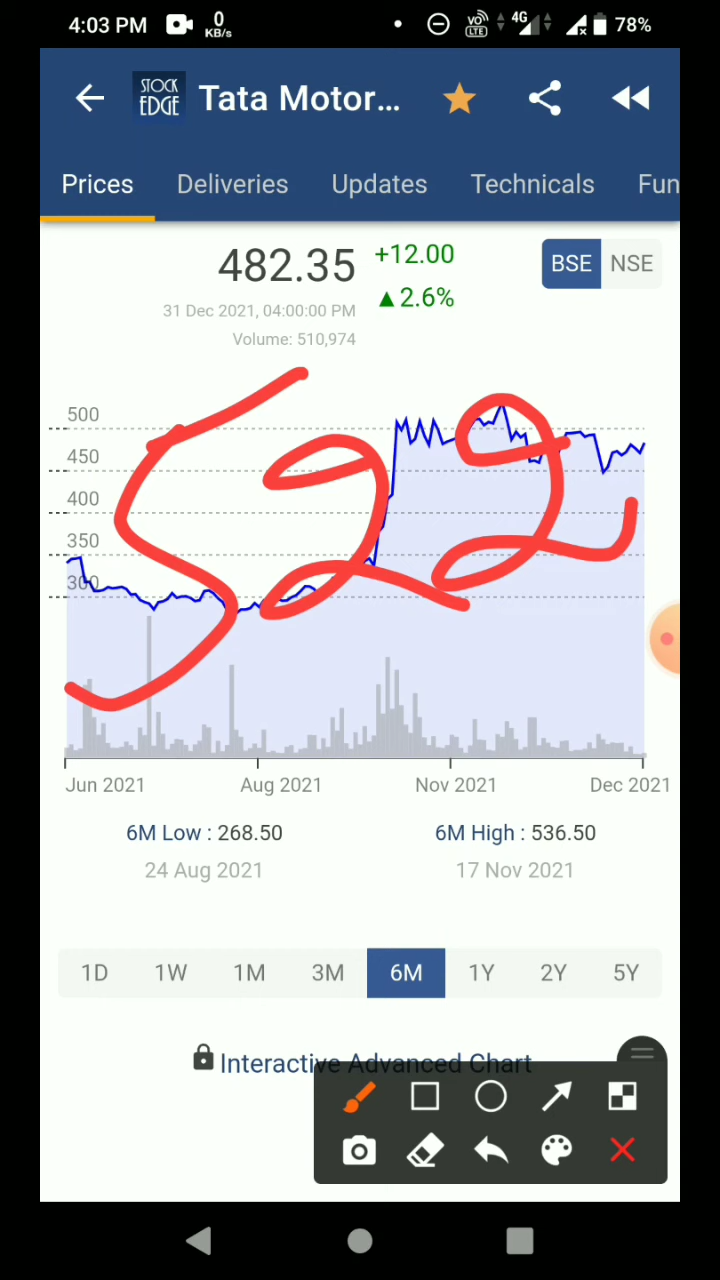 4:03 PM 0 KB/s VO LTE 4G 78%
STOCK EDGE Tata Motor...
Prices Deliveries Updates Technicals Fun
482.35 +12.00 BSE NSE
31 Dec 2021, 04:00:00 PM ▲2.6%
Volume: 510,974
500
450
400
350
300
522
Jun 2021 Aug 2021 Nov 2021 Dec 2021
6M Low : 268.50 6M High : 536.50
24 Aug 2021 17 Nov 2021
1D 1W 1M 3M 6M 1Y 2Y 5Y
Interactive Advanced Chart